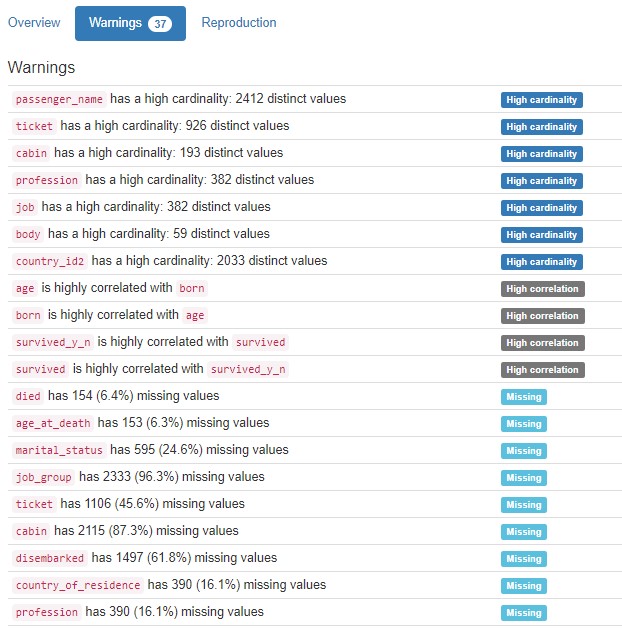 Overview Warnings 37 Reproduction
Warnings
passenger_name has a high cardinality: 2412 distinct values High cardinality
ticket has a high cardinality: 926 distinct values High cardinality
cabin has a high cardinality: 193 distinct values High cardinality
profession has a high cardinality: 382 distinct values High cardinality
job has a high cardinality: 382 distinct values High cardinality
body has a high cardinality: 59 distinct values High cardinality
country_id2 has a high cardinality: 2033 distinct values High cardinality
age is highly correlated with born High correlation
born is highly correlated with age High correlation
survived_y_n is highly correlated with survived High correlation
survived is highly correlated with survived_y_n High correlation
died has 154 (6.4%) missing values Missing
age_at_death has 153 (6.3%) missing values Missing
marital_status has 595 (24.6%) missing values Missing
job_group has 2333 (96.3%) missing values Missing
ticket has 1106 (45.6%) missing values Missing
cabin has 2115 (87.3%) missing values Missing
disembarked has 1497 (61.8%) missing values Missing
country_of_residence has 390 (16.1%) missing values Missing
profession has 390 (16.1%) missing values Missing